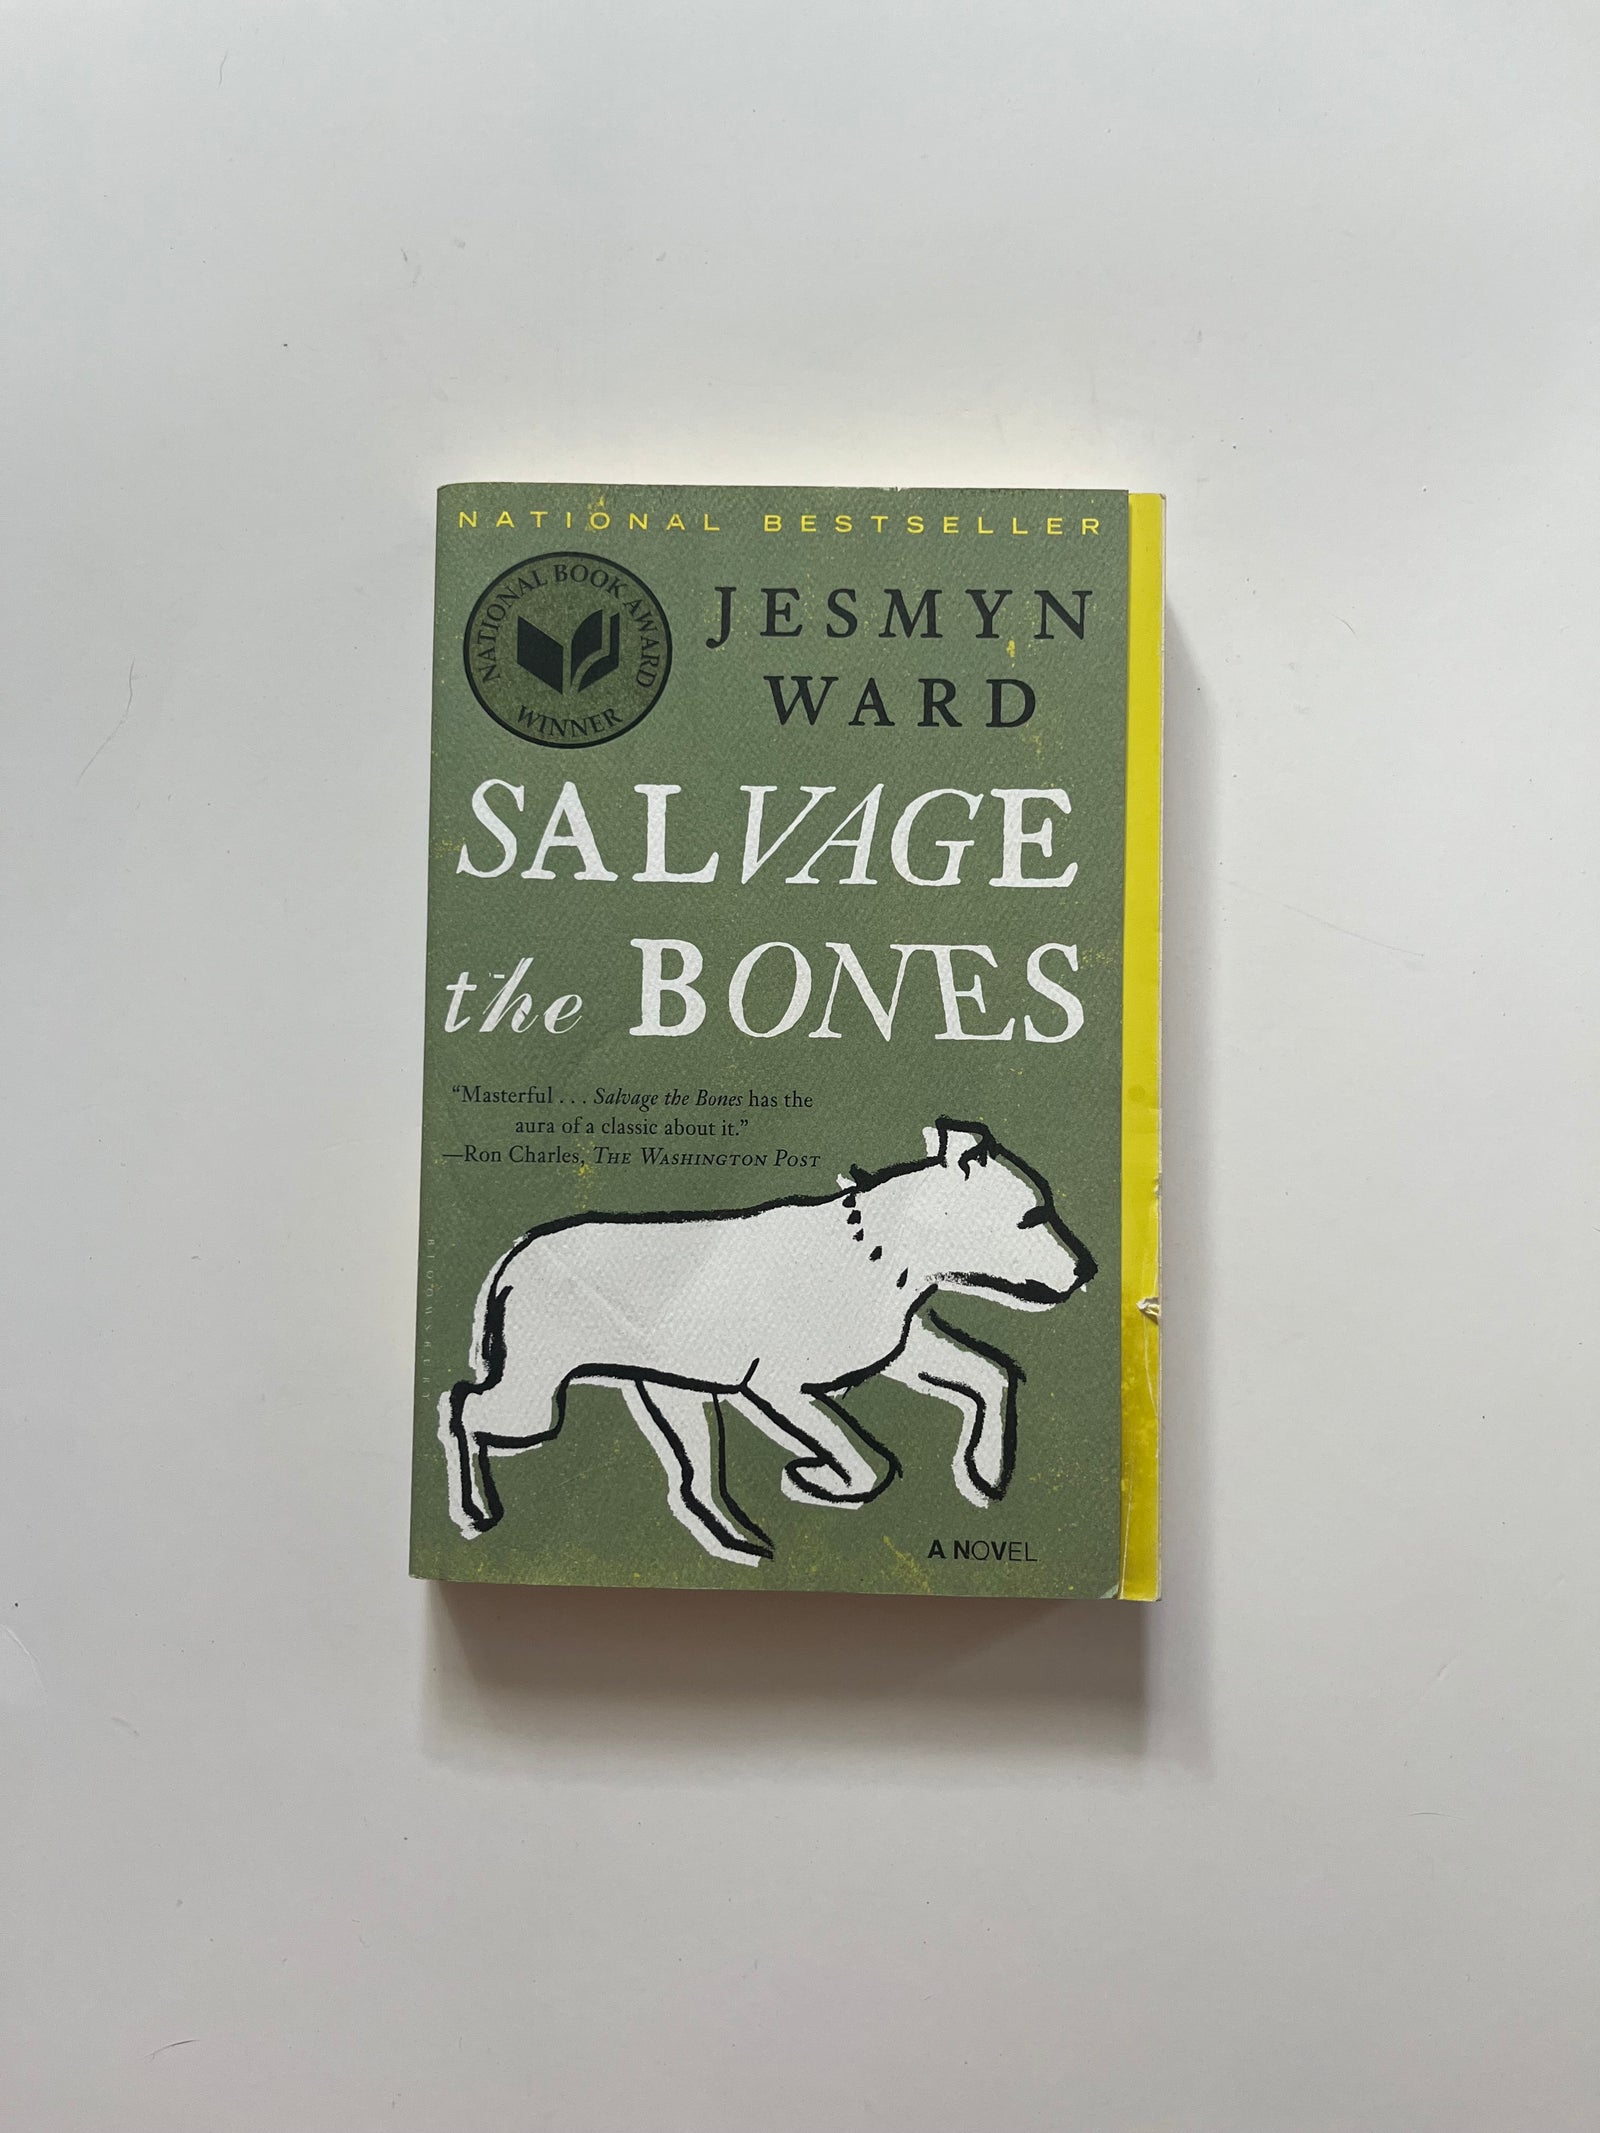 NATIONAL BESTSELLER
NATIONAL BOOK AWARD
WINNER
JESMYN
WARD
SALVAGE
the BONES
“Masterful . . . Salvage the Bones has the
aura of a classic about it.”
—Ron Charles, THE WASHINGTON POST
BLOOMSBURY
A NOVEL